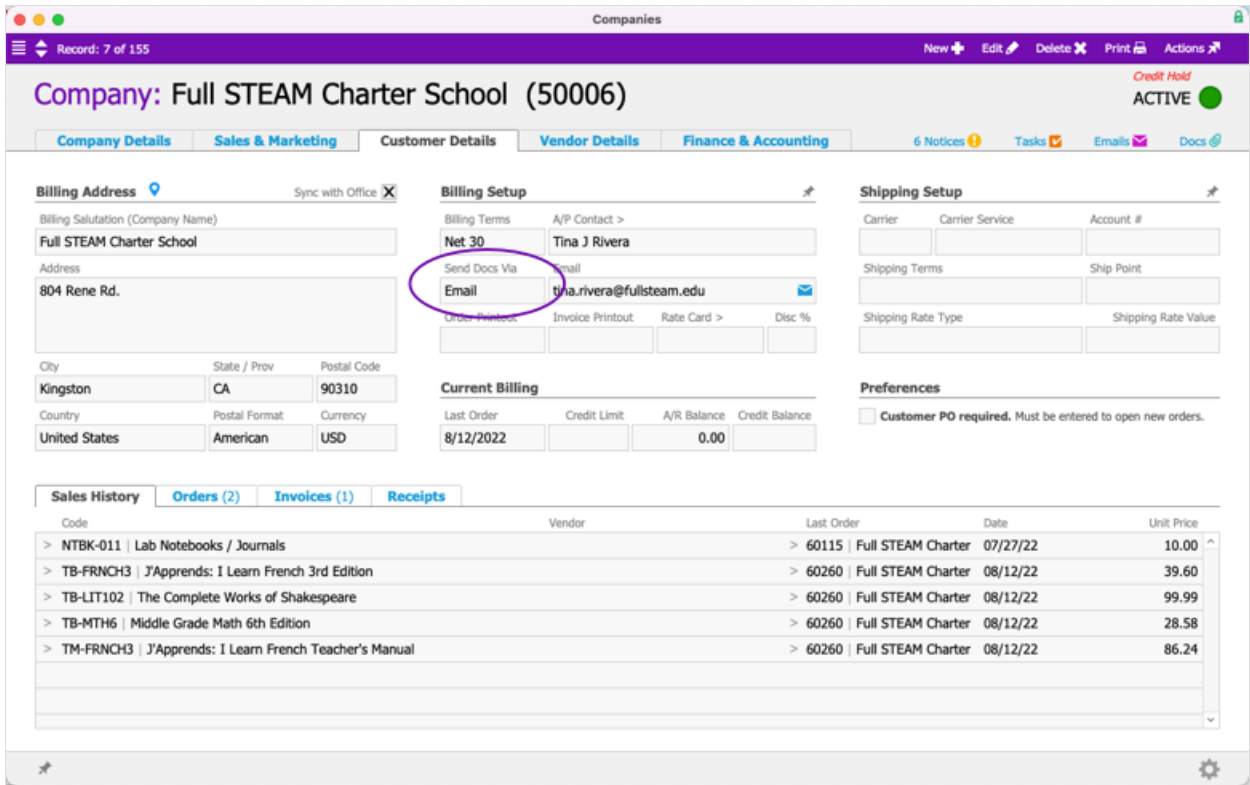 Companies
Record: 7 of 155 New Edit Delete Print Actions
Credit Hold
Company: Full STEAM Charter School (50006) ACTIVE
Company Details Sales & Marketing Customer Details Vendor Details Finance & Accounting 6 Notices Tasks Emails Docs
Billing Address Sync with Office X Billing Setup Shipping Setup
Billing Salutation (Company Name) Billing Terms A/P Contact > Carrier Carrier Service Account #
Full STEAM Charter School Net 30 Tina J Rivera
Address Send Docs Via Email Shipping Terms Ship Point
804 Rene Rd. Email tina.rivera@fullsteam.edu
Order Printout Invoice Printout Rate Card > Disc % Shipping Rate Type Shipping Rate Value
City State / Prov Postal Code
Kingston CA 90310 Current Billing Preferences
Country Postal Format Currency Last Order Credit Limit A/R Balance Credit Balance Customer PO required. Must be entered to open new orders.
United States American USD 8/12/2022 0.00
Sales History Orders (2) Invoices (1) Receipts
Code Vendor Last Order Date Unit Price
> NTBK-011 | Lab Notebooks / Journals > 60115 | Full STEAM Charter 07/27/22 10.00
> TB-FRNCH3 | J'Apprends: I Learn French 3rd Edition > 60260 | Full STEAM Charter 08/12/22 39.60
> TB-LIT102 | The Complete Works of Shakespeare > 60260 | Full STEAM Charter 08/12/22 99.99
> TB-MTH6 | Middle Grade Math 6th Edition > 60260 | Full STEAM Charter 08/12/22 28.58
> TM-FRNCH3 | J'Apprends: I Learn French Teacher's Manual > 60260 | Full STEAM Charter 08/12/22 86.24